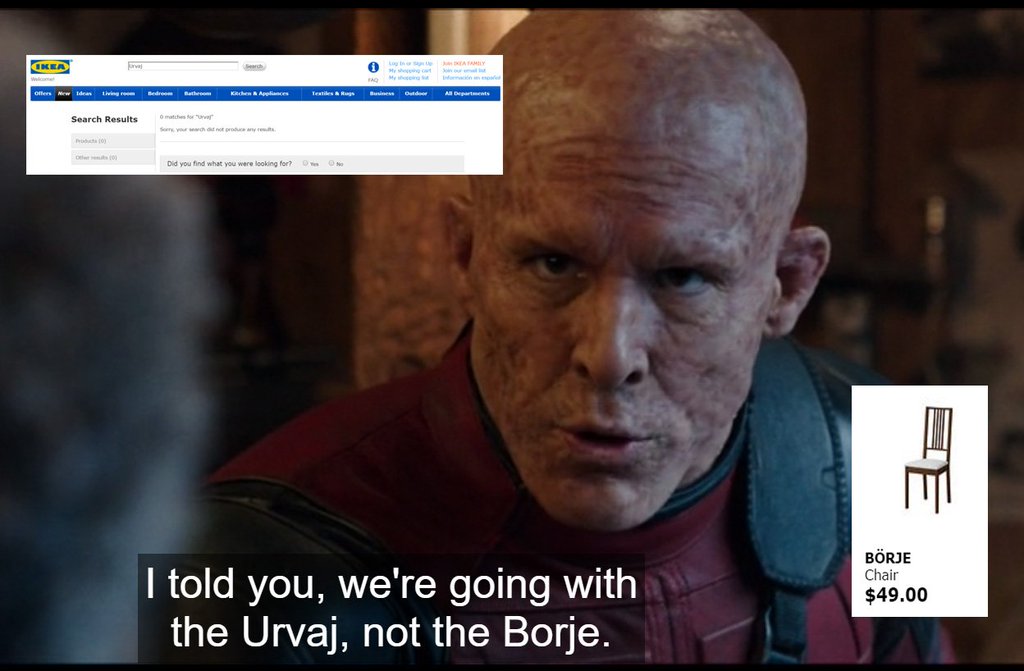 IKEA
Welcome!
Urvaj
Search
FAQ
Log in or Sign Up
My shopping cart
My shopping list
Join IKEA FAMILY
Join our email list
Información en español
Offers New Ideas Living room Bedroom Bathroom Kitchen & Appliances Textiles & Rugs Business Outdoor All Departments
Search Results
Products (0)
Other results (0)
0 matches for "Urvaj"
Sorry, your search did not produce any results.
Did you find what you were looking for? Yes No
BÖRJE
Chair
$49.00
I told you, we're going with
the Urvaj, not the Borje.